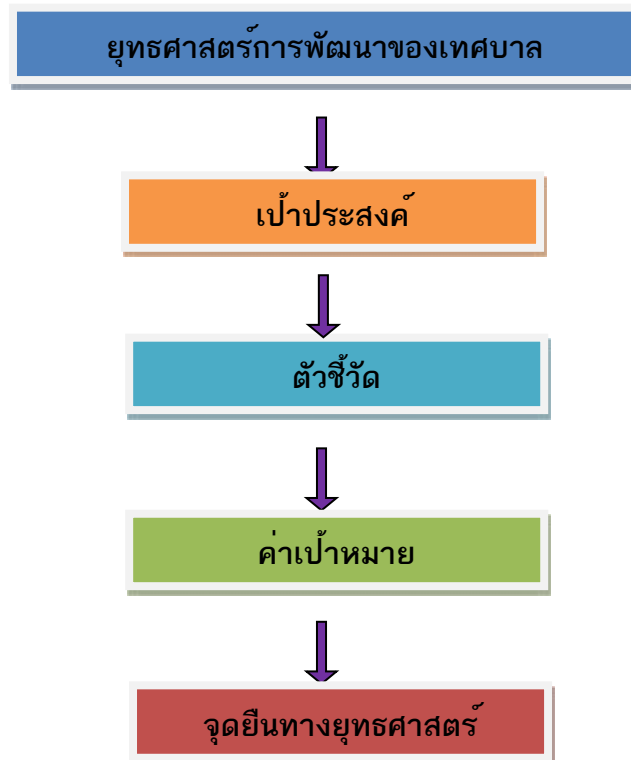 ยุทธศาสตร์การพัฒนาของเทศบาล
เป้าประสงค์
ตัวชี้วัด
ค่าเป้าหมาย
จุดยืนทางยุทธศาสตร์